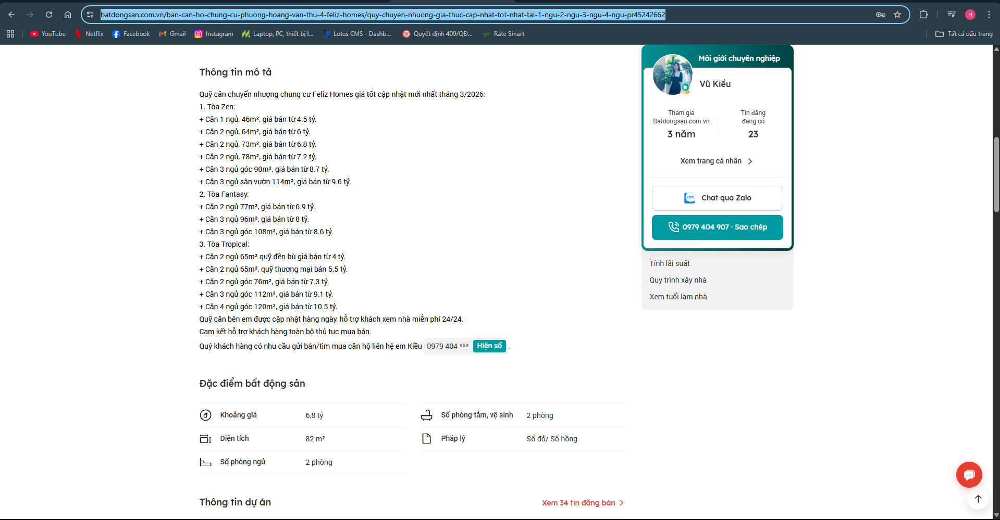 batdongsan.com.vn/ban-can-ho-chung-cu-phuong-hoang-van-thu-4-feliz-homes/quy-chuyen-nhuong-gia-thuc-cap-nhat-tot-nhat-tai-1-ngu-2-ngu-3-ngu-4-ngu-pr45242662
H
YouTube
Netflix
Facebook
Gmail
Instagram
Laptop, PC, thiết bị l...
Lotus CMS - Dashb...
Quyết định 409/QĐ...
Rate Smart
Tất cả dấu trang
Thông tin mô tả
Quỹ căn chuyển nhượng chung cư Feliz Homes giá tốt cập nhật mới nhất tháng 3/2026:
1. Tòa Zen:
+ Căn 1 ngủ, 46m², giá bán từ 4.5 tỷ.
+ Căn 2 ngủ, 64m², giá bán từ 6 tỷ.
+ Căn 2 ngủ, 73m², giá bán từ 6.8 tỷ.
+ Căn 2 ngủ, 78m², giá bán từ 7.2 tỷ.
+ Căn 3 ngủ góc 90m², giá bán từ 8.7 tỷ.
+ Căn 3 ngủ sân vườn 114m², giá bán từ 9.6 tỷ.
2. Tòa Fantasy:
+ Căn 2 ngủ 77m², giá bán từ 6.9 tỷ.
+ Căn 3 ngủ 96m², giá bán từ 8 tỷ.
+ Căn 3 ngủ góc 108m², giá bán từ 8.6 tỷ.
3. Tòa Tropical:
+ Căn 2 ngủ 65m² quỹ đền bù giá bán từ 4 tỷ.
+ Căn 2 ngủ 65m², quỹ thương mại bán 5.5 tỷ.
+ Căn 2 ngủ góc 76m², giá bán từ 7.3 tỷ.
+ Căn 3 ngủ góc 112m², giá bán từ 9.1 tỷ.
+ Căn 4 ngủ góc 120m², giá bán từ 10.5 tỷ.
Quỹ căn bên em được cập nhật hàng ngày, hỗ trợ khách xem nhà miễn phí 24/24.
Cam kết hỗ trợ khách hàng toàn bộ thủ tục mua bán.
Quý khách hàng có nhu cầu gửi bán/tìm mua căn hộ liên hệ em Kiều 0979 404 *** Hiện số .
Đặc điểm bất động sản
Khoảng giá 6,8 tỷ
Số phòng tắm, vệ sinh 2 phòng
Diện tích 82 m²
Pháp lý Sổ đỏ/ Sổ hồng
Số phòng ngủ 2 phòng
Thông tin dự án
Xem 34 tin đăng bán
Môi giới chuyên nghiệp
Vũ Kiều
Tham gia
Batdongsan.com.vn
3 năm
Tin đăng
đang có
23
Xem trang cá nhân
Zalo
Chat qua Zalo
0979 404 907 · Sao chép
Tính lãi suất
Quy trình xây nhà
Xem tuổi làm nhà